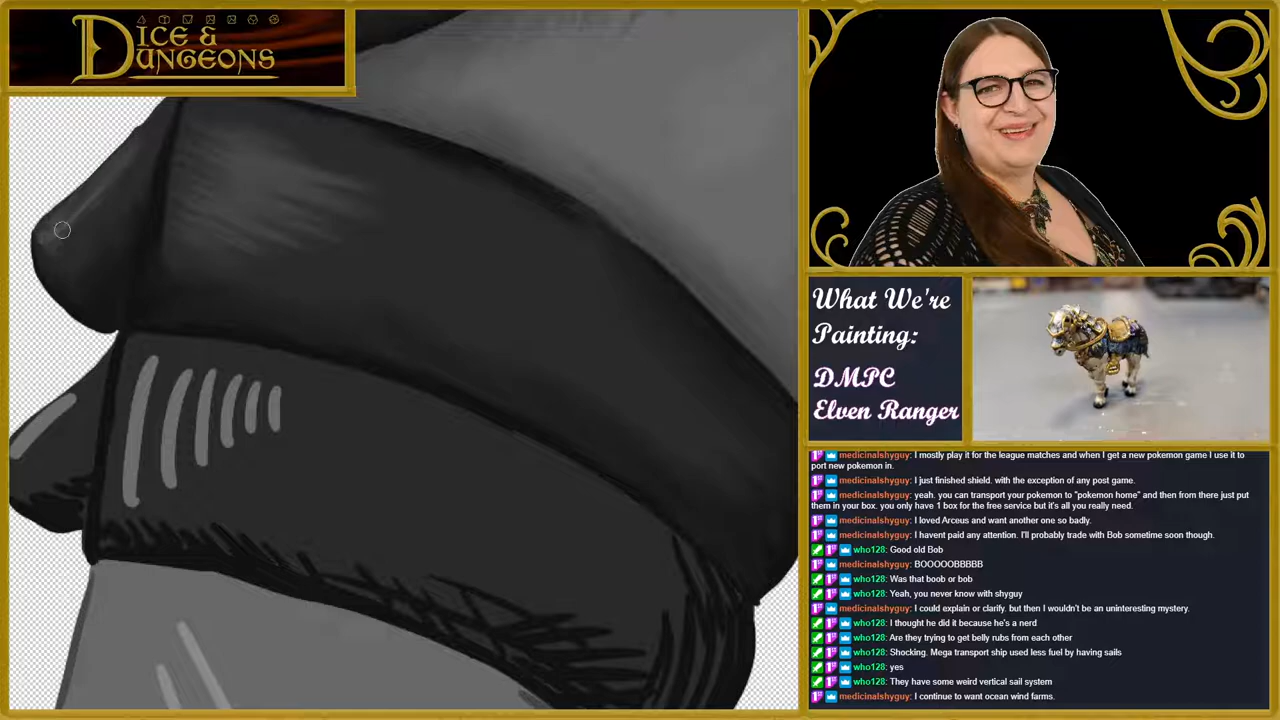 DICE &
DUNGEONS
What We're
Painting:
DMPC
Elven Ranger
medicinalshyguy: I mostly play it for the league matches and when I get a new pokemon game I use it to
port new pokemon in.
medicinalshyguy: I just finished shield. with the exception of any post game.
medicinalshyguy: yeah. you can transport your pokemon to "pokemon home" and then from there just put
them in your box. you only have 1 box for the free service but it's all you really need.
medicinalshyguy: I loved Arceus and want another one so badly.
medicinalshyguy: I havent paid any attention. I'll probably trade with Bob sometime soon though.
who128: Good old Bob
medicinalshyguy: BOOOOOBBBBB
who128: Was that boob or bob
who128: Yeah, you never know with shyguy
medicinalshyguy: I could explain or clarify. but then I wouldn't be an uninteresting mystery.
who128: I thought he did it because he's a nerd
who128: Are they trying to get belly rubs from each other
who128: Shocking. Mega transport ship used less fuel by having sails
who128: yes
who128: They have some weird vertical sail system
medicinalshyguy: I continue to want ocean wind farms.